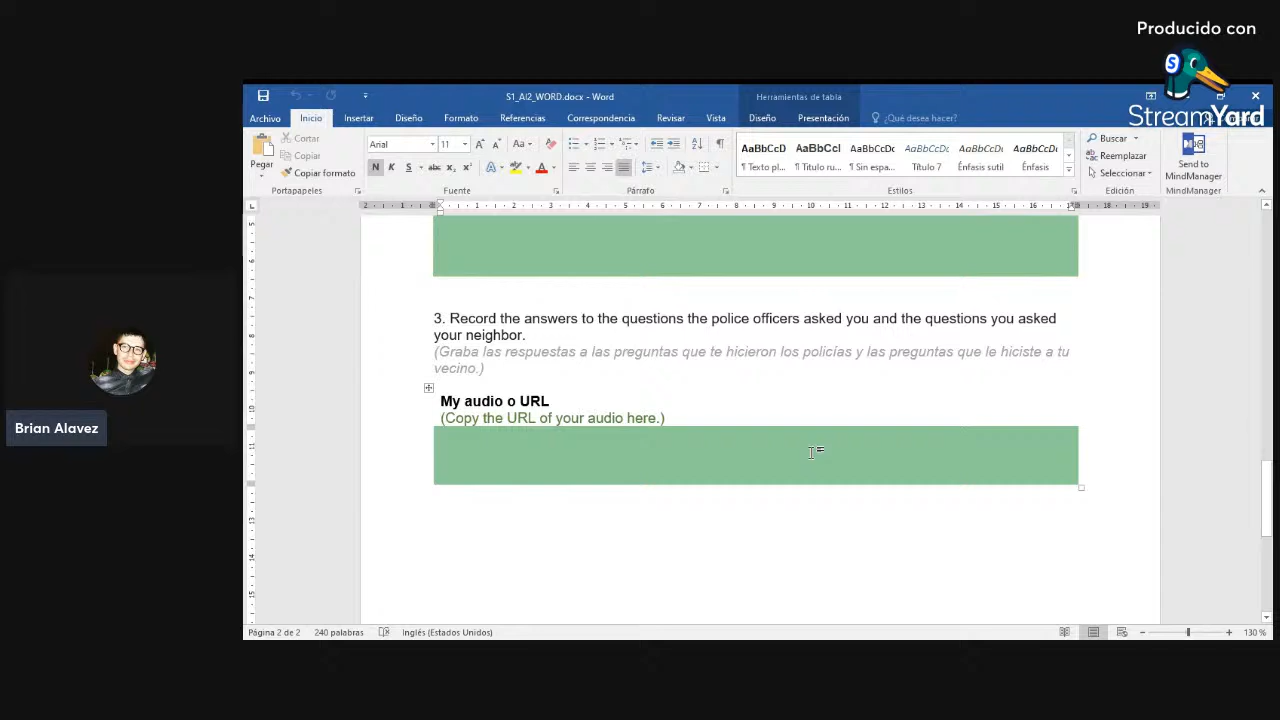 Producido con
StreamYard
S1_AI2_WORD.docx - Word
Herramientas de tabla
Archivo Inicio Insertar Diseño Formato Referencias Correspondencia Revisar Vista Diseño Presentación ¿Qué desea hacer?
Pegar
Cortar
Copiar
Copiar formato
Portapapeles
Arial 11
Fuente
Párrafo
AaBbCcD AaBbCcI AaBbCcDc AaBbCcDc AaBbCcDc AaBbCcDc
¶ Texto pl... ¶ Titulo ru... ¶ Sin espa... Título 7 Énfasis sutil Énfasis
Estilos
Buscar
Reemplazar
Seleccionar
Edición
Send to
MindManager
MindManager
3. Record the answers to the questions the police officers asked you and the questions you asked
your neighbor.
(Graba las respuestas a las preguntas que te hicieron los policías y las preguntas que le hiciste a tu
vecino.)
My audio o URL
(Copy the URL of your audio here.)
Brian Alavez
Página 2 de 2 240 palabras Inglés (Estados Unidos) 130 %